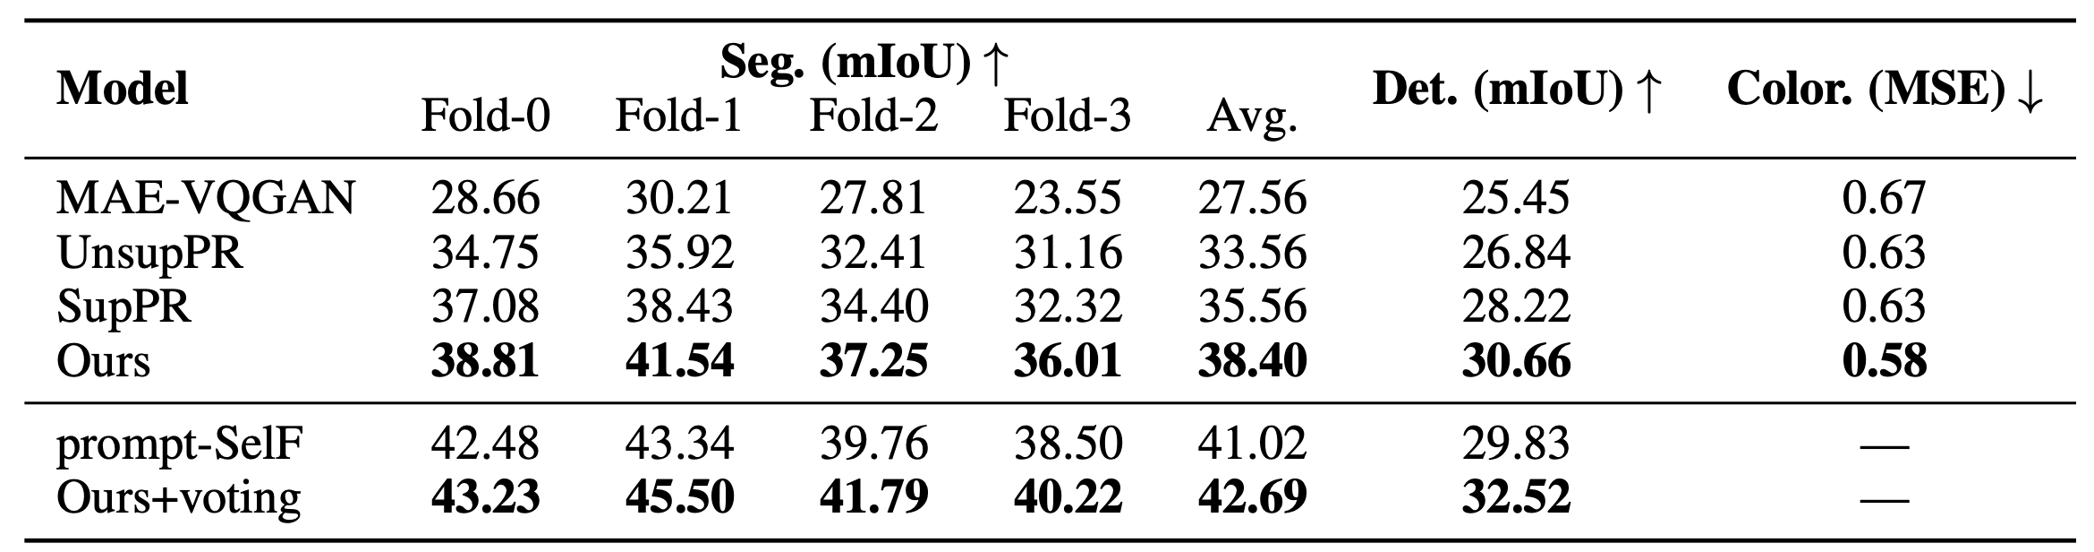 Model Seg. (mIoU) ↑ Det. (mIoU) ↑ Color. (MSE) ↓
Fold-0 Fold-1 Fold-2 Fold-3 Avg.
MAE-VQGAN 28.66 30.21 27.81 23.55 27.56 25.45 0.67
UnsupPR 34.75 35.92 32.41 31.16 33.56 26.84 0.63
SupPR 37.08 38.43 34.40 32.32 35.56 28.22 0.63
Ours 38.81 41.54 37.25 36.01 38.40 30.66 0.58
prompt-SelF 42.48 43.34 39.76 38.50 41.02 29.83 —
Ours+voting 43.23 45.50 41.79 40.22 42.69 32.52 —